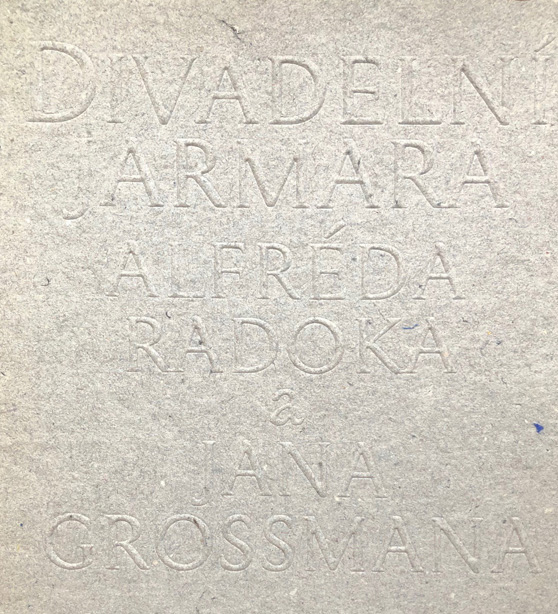 DIVADELNÍ
JARMARA
ALFRÉDA
RADOKA
a
JANA
GROSSMANA